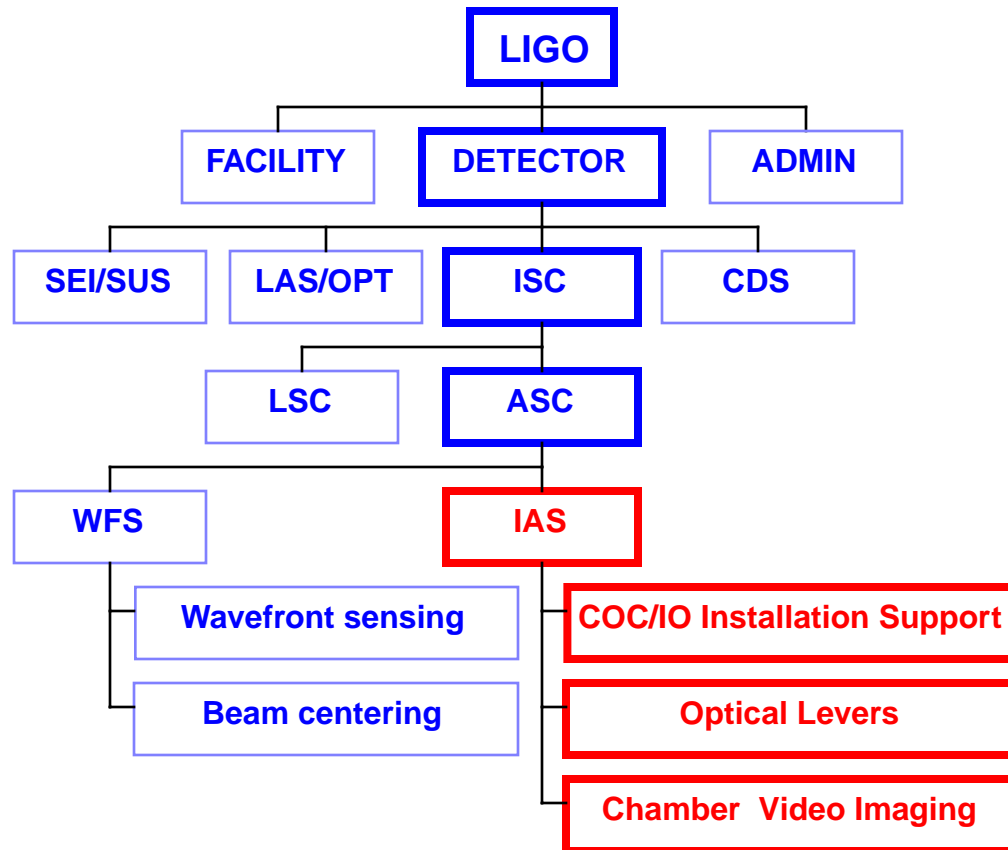 LIGO
FACILITY
DETECTOR
ADMIN
SEI/SUS
LAS/OPT
ISC
CDS
LSC
ASC
WFS
IAS
Wavefront sensing
COC/IO Installation Support
Beam centering
Optical Levers
Chamber Video Imaging